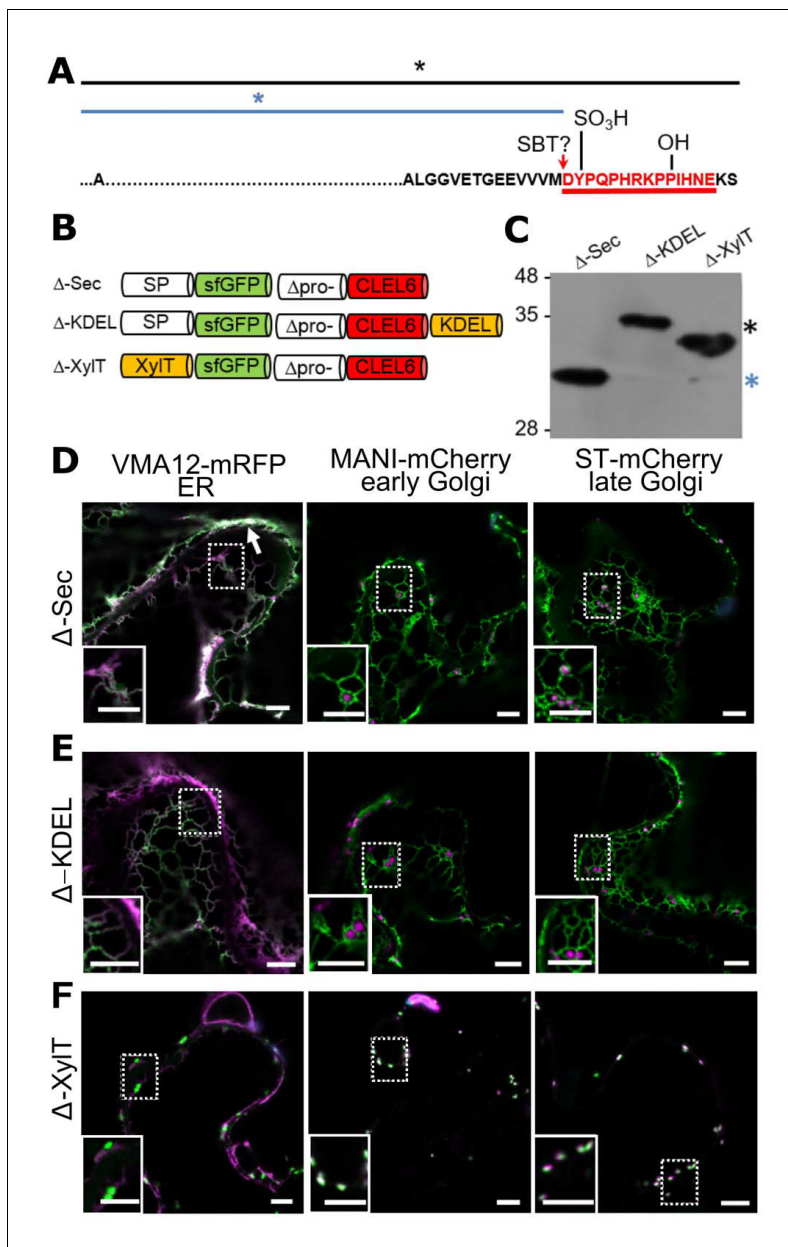 A
*
*
SO₃H
SBT?
OH
..A.............................................ALGGVETGEEVVVMDYPQPHRKPPIHNEKS
B
Δ-Sec SP sfGFP Δpro- CLEL6
Δ-KDEL SP sfGFP Δpro- CLEL6 KDEL
Δ-XylT XylT sfGFP Δpro- CLEL6
C
Δ-Sec Δ-KDEL Δ-XylT
48
35
*
*
28
D
VMA12-mRFP MANI-mCherry ST-mCherry
ER early Golgi late Golgi
Δ-Sec
E
Δ–KDEL
F
Δ-XylT